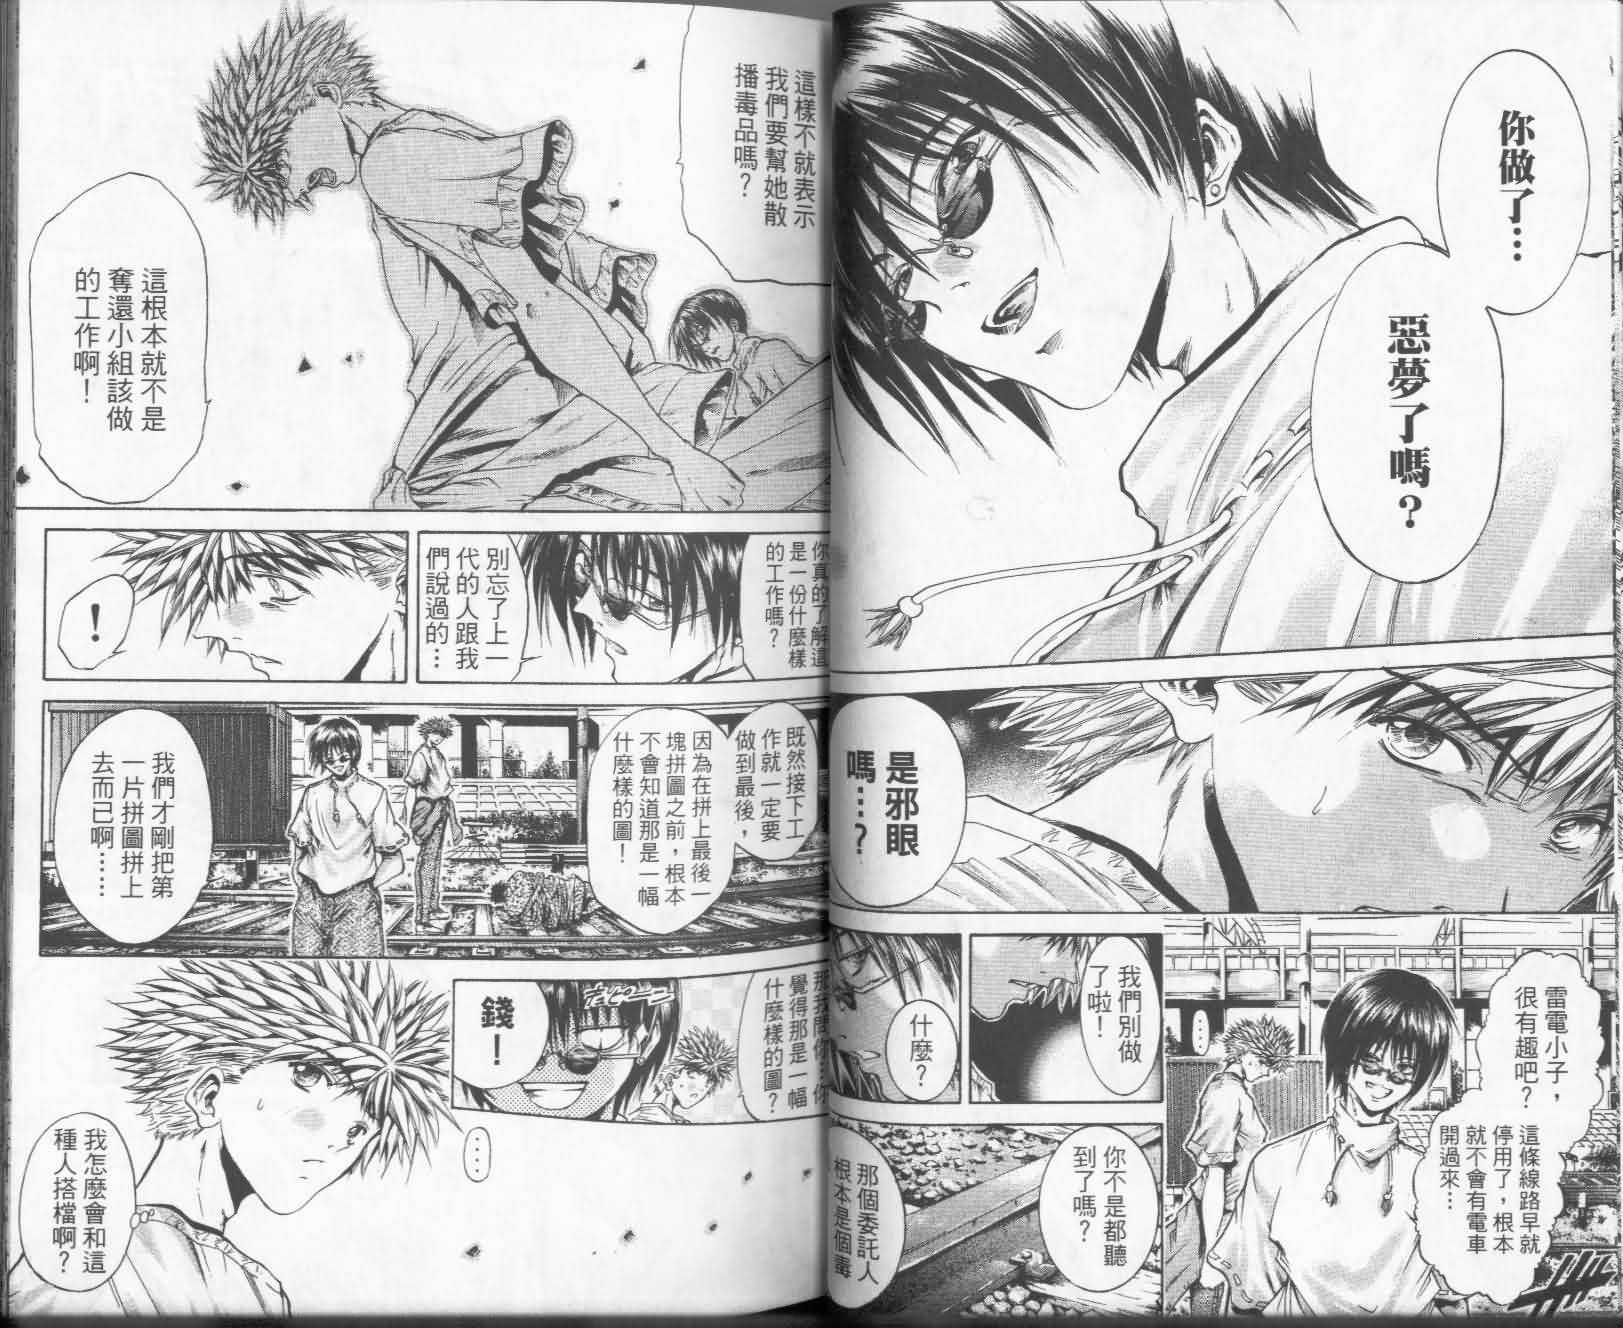 你做了…
惡夢了嗎？
是邪眼
嗎…？
雷電小子，
很有趣吧？
這條線路早就
停用了，根本
就不會有電車
開過來…
…
我們別做
了啦！
什麼？
你不是都聽
到了嗎？
那個委託人
根本是個毒
這樣不就表示
我們要幫她散
播毒品嗎？
這根本就不是
奪還小組該做
的工作啊！
你真的了解這
是一份什麼樣
的工作嗎？
別忘了上一
代的人跟我
們說過的…
！
既然接下工
作就一定要
做到最後，
因為在拼上最後一
塊拼圖之前，根本
不會知道那是一幅
什麼樣的圖！
我們才剛把第
一片拼圖拼上
去而已啊……
那我問你…你
覺得那是一幅
什麼樣的圖？
錢！
…
我怎麼會和這
種人搭檔啊？